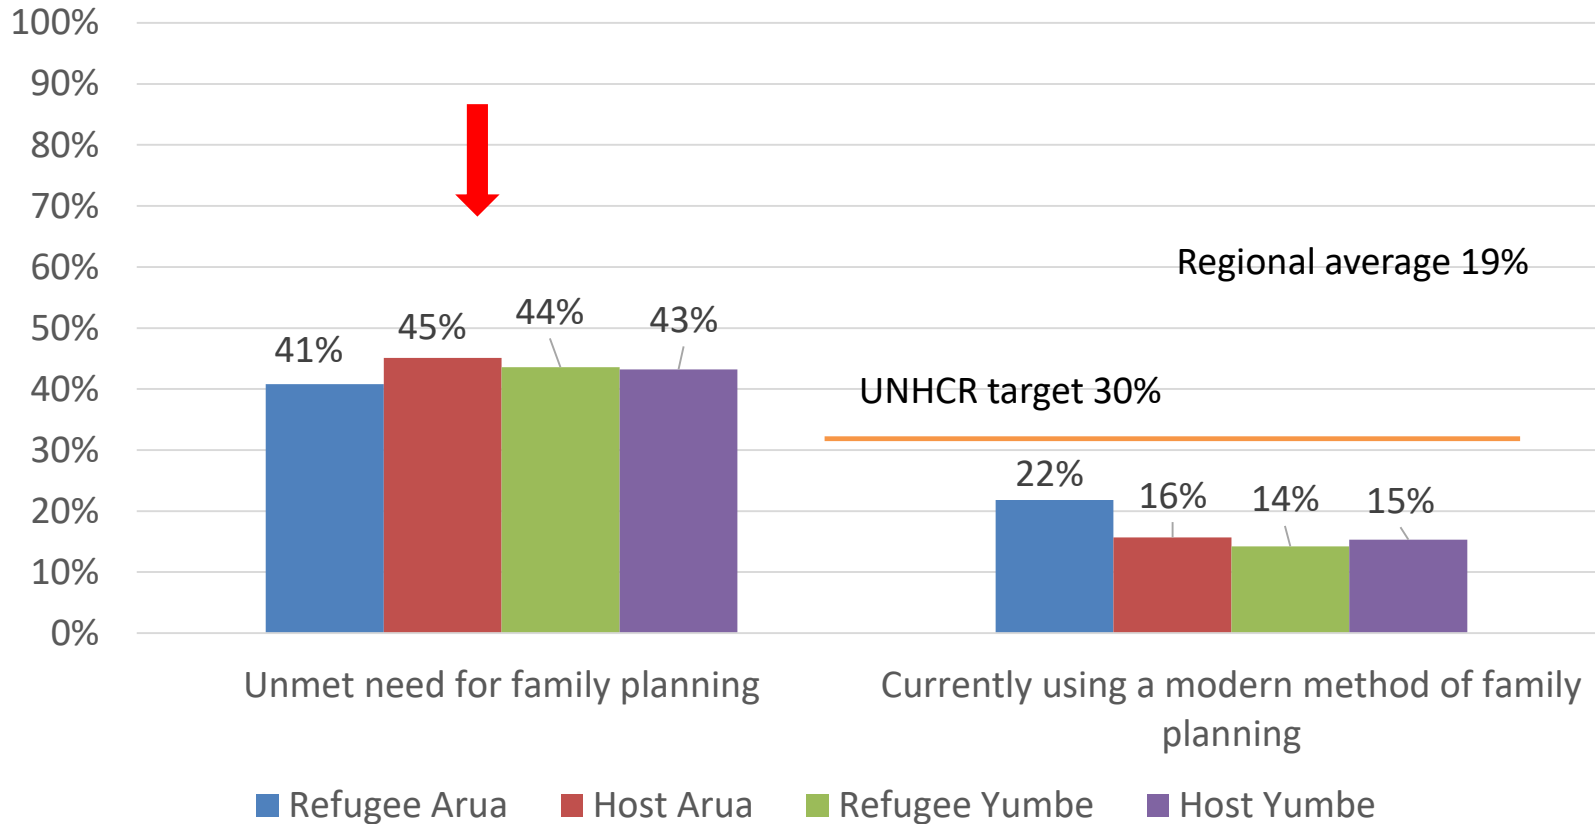 100%
90%
80%
70%
60%
50%
40%
30%
20%
10%
0%
Regional average 19%
UNHCR target 30%
41%
45%
44%
43%
22%
16%
14%
15%
Unmet need for family planning
Currently using a modern method of family
planning
Refugee Arua
Host Arua
Refugee Yumbe
Host Yumbe